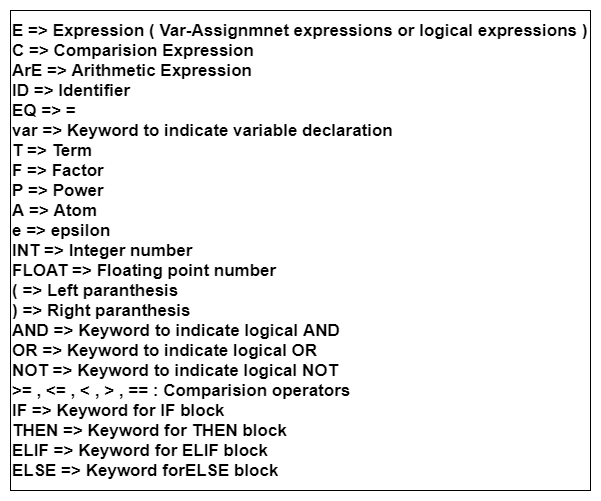 E => Expression ( Var-Assignmnet expressions or logical expressions )
C => Comparision Expression
ArE => Arithmetic Expression
ID => Identifier
EQ => =
var => Keyword to indicate variable declaration
T => Term
F => Factor
P => Power
A => Atom
e => epsilon
INT => Integer number
FLOAT => Floating point number
( => Left paranthesis
) => Right paranthesis
AND => Keyword to indicate logical AND
OR => Keyword to indicate logical OR
NOT => Keyword to indicate logical NOT
>= , <= , < , > , == : Comparision operators
IF => Keyword for IF block
THEN => Keyword for THEN block
ELIF => Keyword for ELIF block
ELSE => Keyword forELSE block